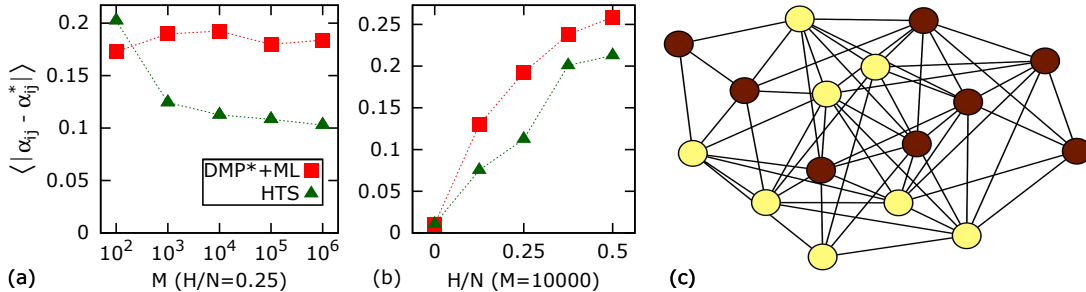 ⟨|α_ij - α*_ij|⟩
0.2
0.15
0.1
0.05
0
DMP*+ML
HTS
10^2 10^3 10^4 10^5 10^6
(a) M (H/N=0.25)
0.25
0.2
0.15
0.1
0.05
0
0 0.25 0.5
(b) H/N (M=10000)
(c)